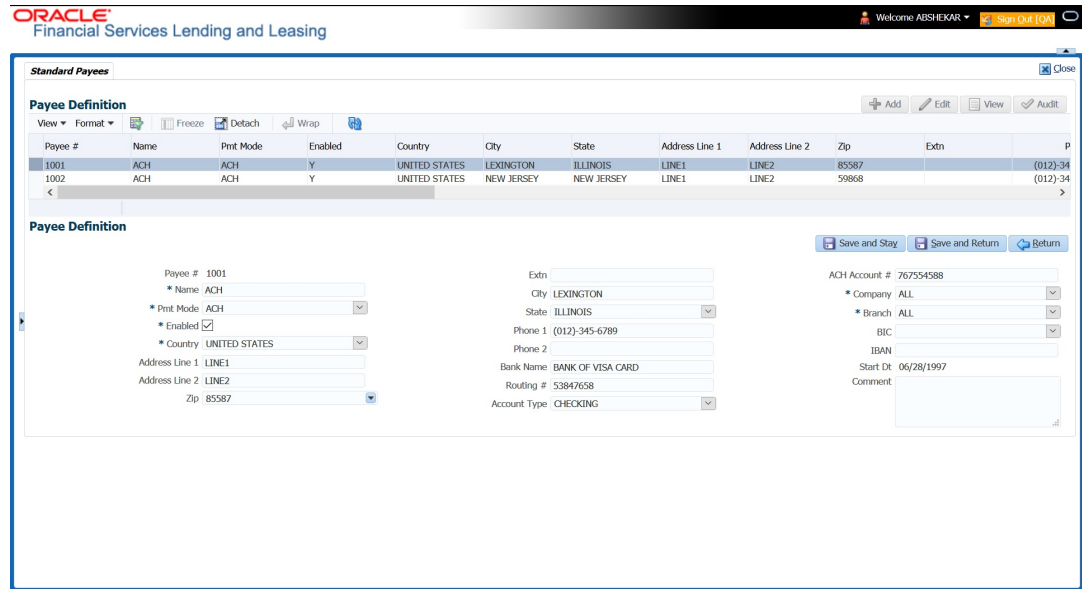 ORACLE®
Financial Services Lending and Leasing
Welcome ABSHEKAR Sign Out [QA]
Standard Payees
Close
Payee Definition
Add Edit View Audit
View Format Freeze Detach Wrap
Payee # Name Pmt Mode Enabled Country City State Address Line 1 Address Line 2 Zip Extn P
1001 ACH ACH Y UNITED STATES LEXINGTON ILLINOIS LINE1 LINE2 85587 (012)-34
1002 ACH ACH Y UNITED STATES NEW JERSEY NEW JERSEY LINE1 LINE2 59868 (012)-34
Payee Definition
Save and Stay Save and Return Return
Payee # 1001
* Name ACH
* Pmt Mode ACH
* Enabled
* Country UNITED STATES
Address Line 1 LINE1
Address Line 2 LINE2
Zip 85587
Extn
City LEXINGTON
State ILLINOIS
Phone 1 (012)-345-6789
Phone 2
Bank Name BANK OF VISA CARD
Routing # 53847658
Account Type CHECKING
ACH Account # 767554588
* Company ALL
* Branch ALL
BIC
IBAN
Start Dt 06/28/1997
Comment